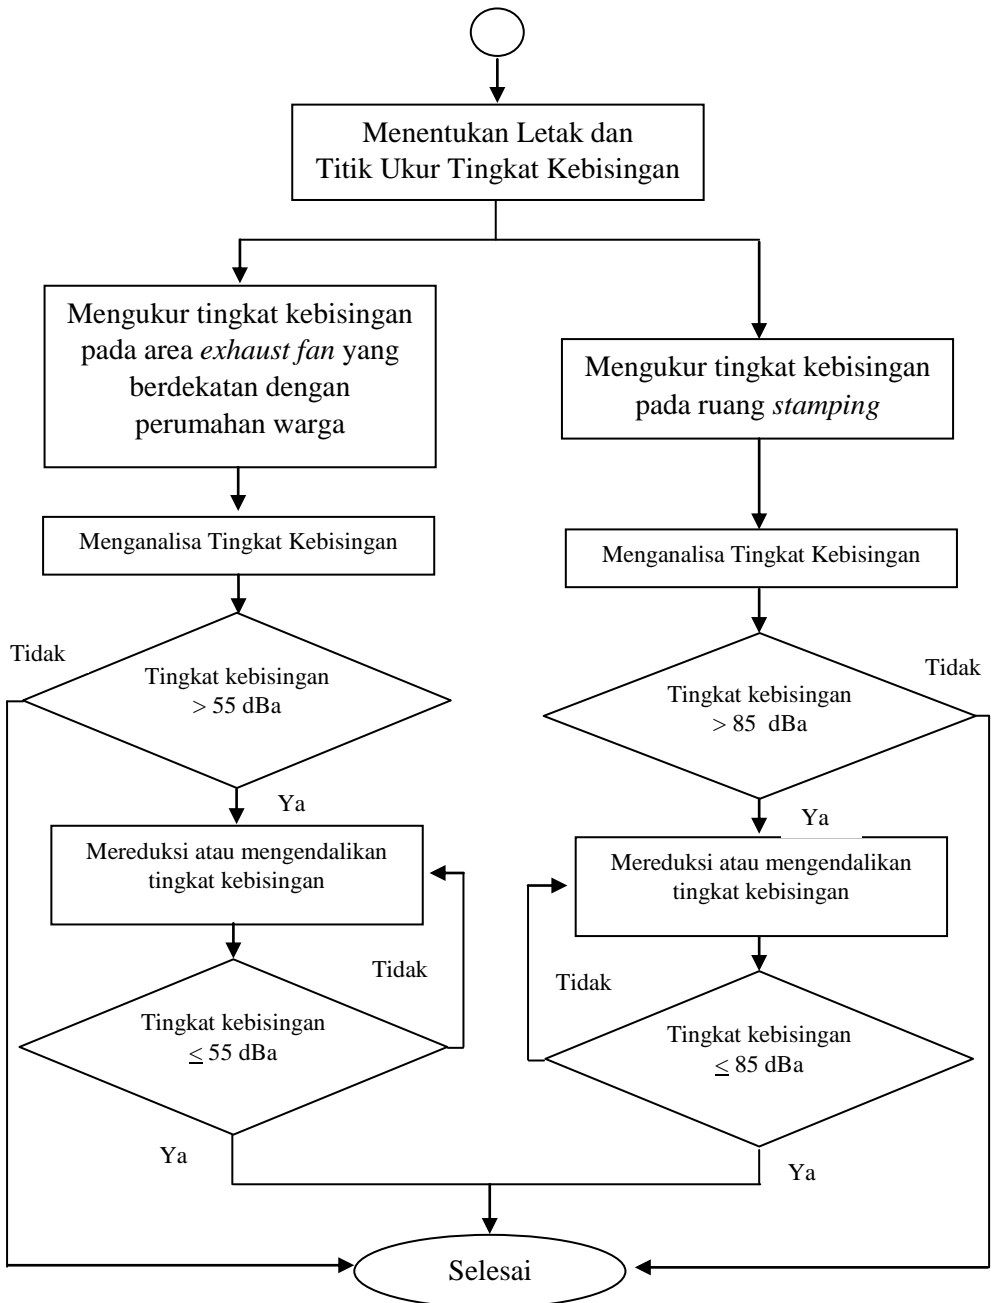 Menentukan Letak dan
Titik Ukur Tingkat Kebisingan
Mengukur tingkat kebisingan
pada area exhaust fan yang
berdekatan dengan
perumahan warga
Mengukur tingkat kebisingan
pada ruang stamping
Menganalisa Tingkat Kebisingan
Menganalisa Tingkat Kebisingan
Tidak
Tingkat kebisingan
> 55 dBa
Tidak
Tingkat kebisingan
> 85 dBa
Ya
Ya
Mereduksi atau mengendalikan
tingkat kebisingan
Mereduksi atau mengendalikan
tingkat kebisingan
Tidak
Tingkat kebisingan
≤ 55 dBa
Tidak
Tingkat kebisingan
≤ 85 dBa
Ya
Ya
Selesai